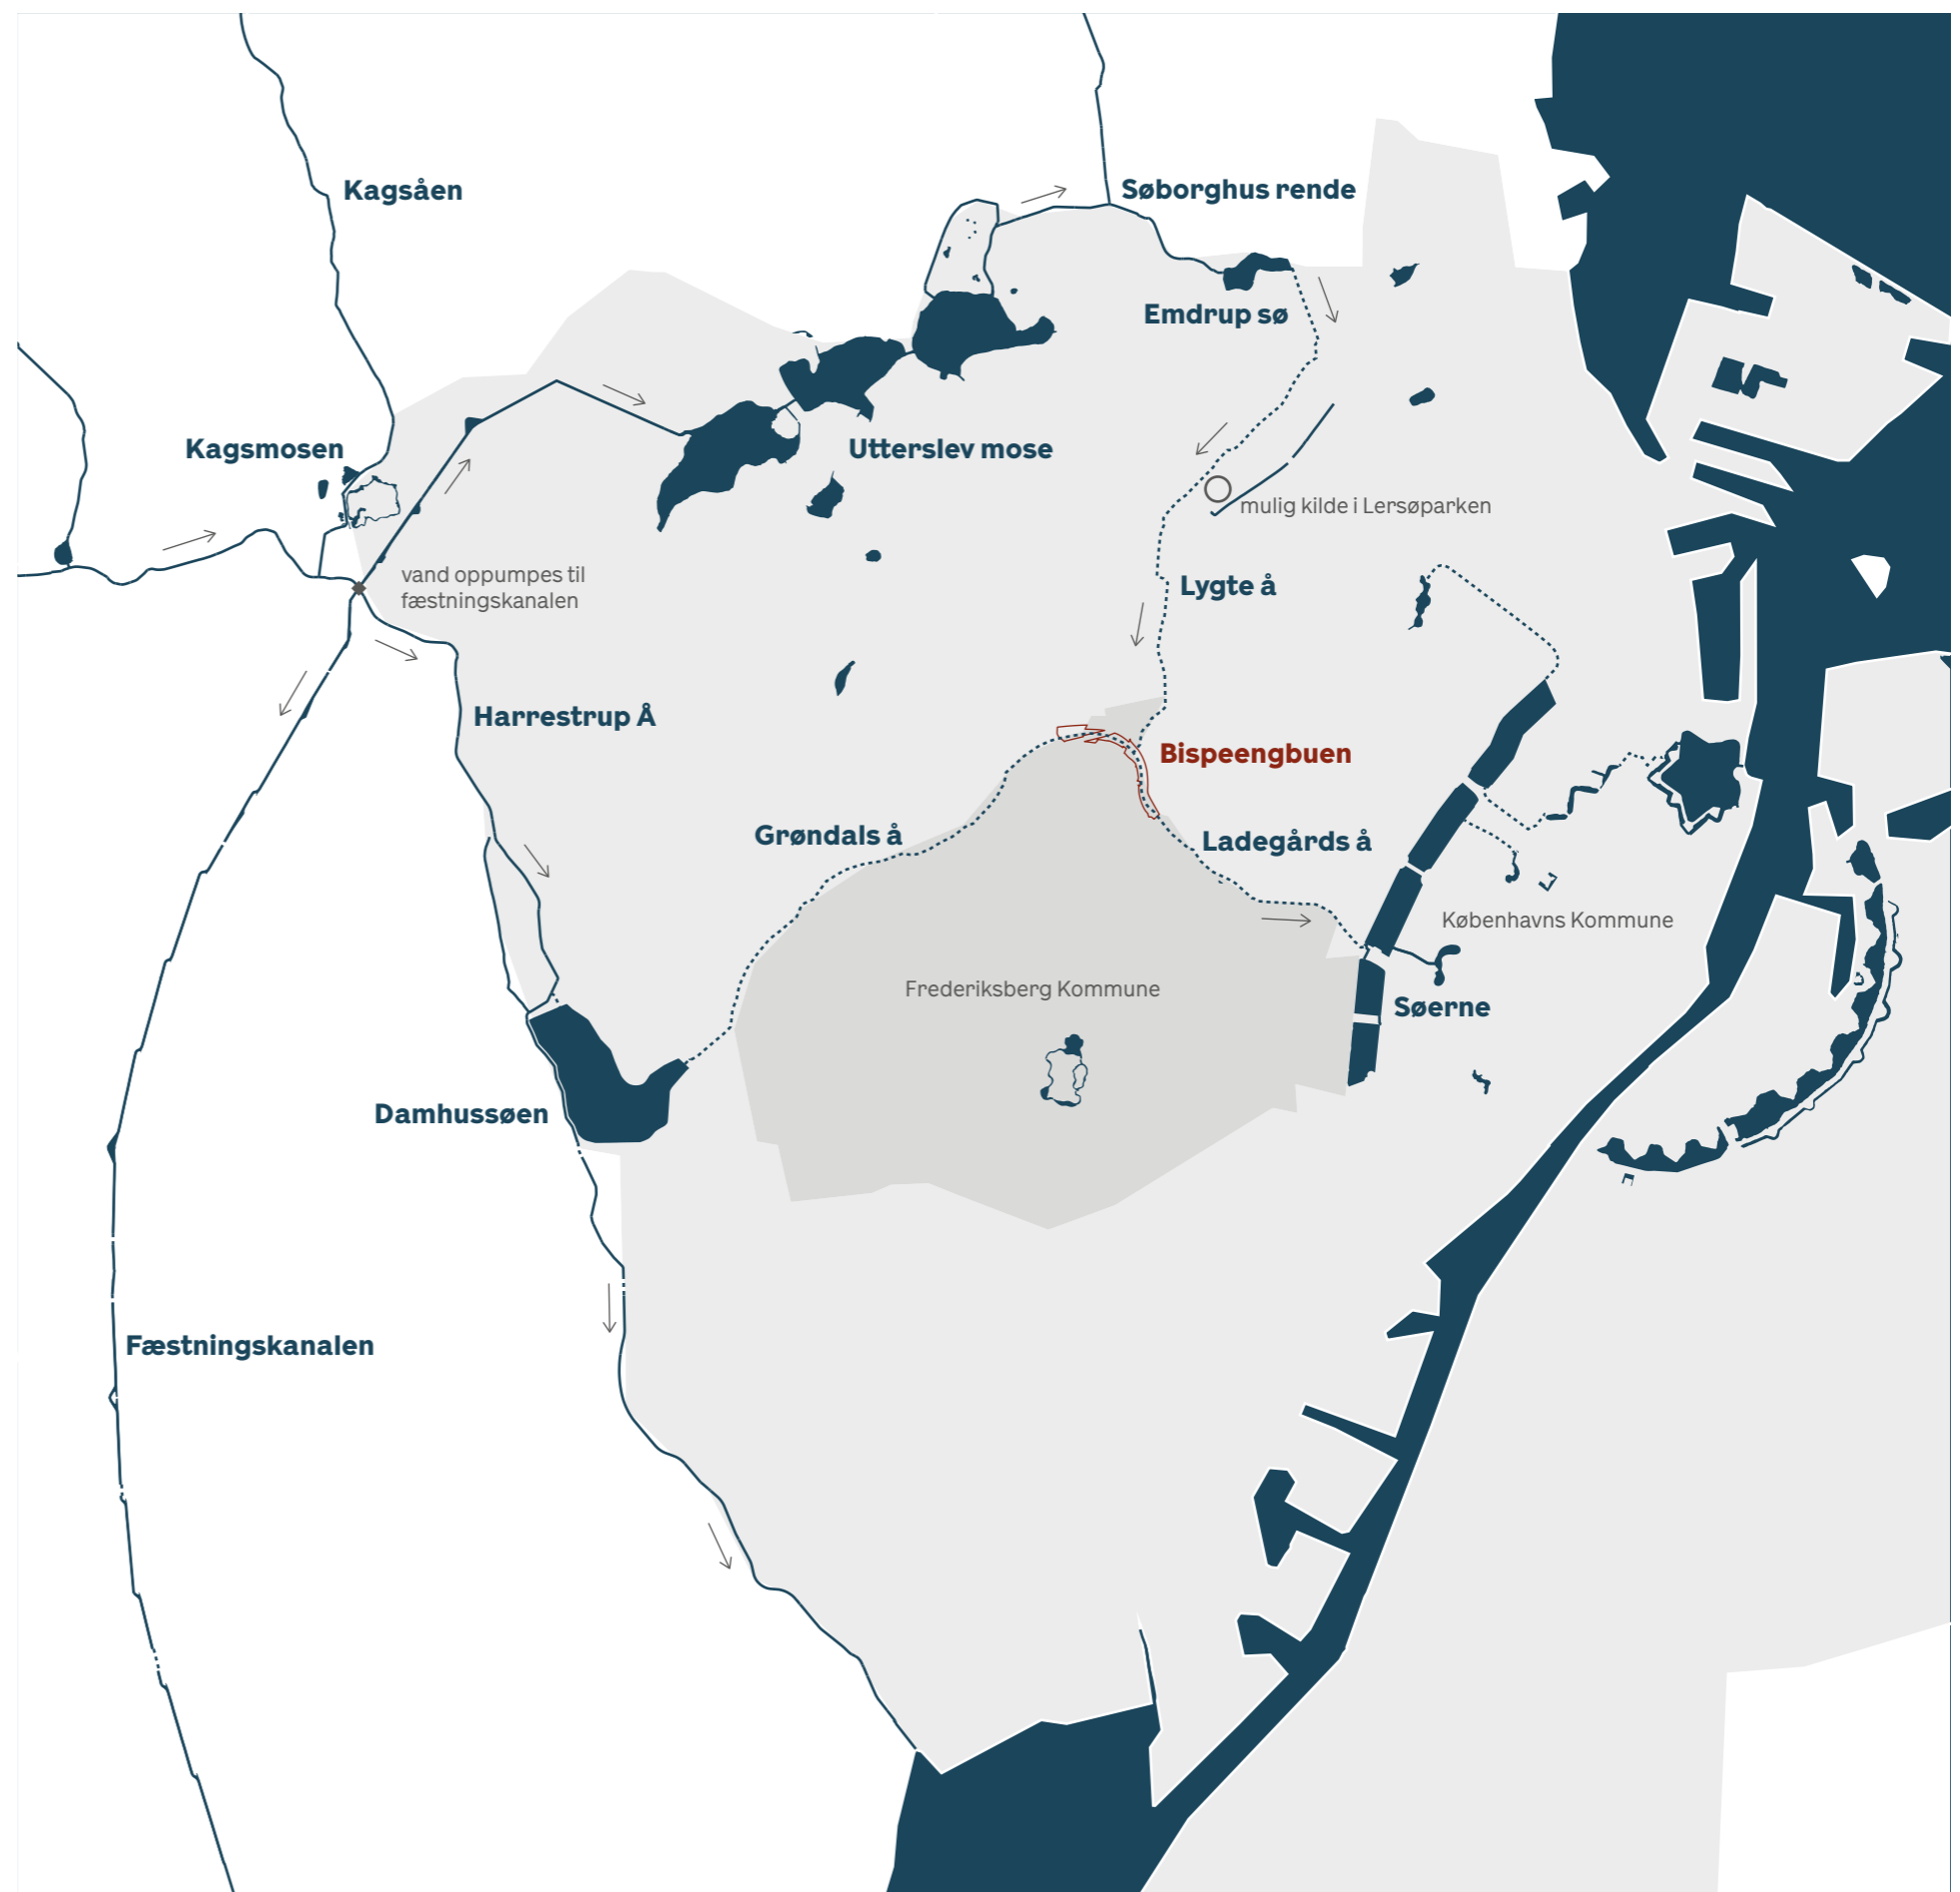 Kagsåen
Søborghus rende
Emdrup sø
Kagsmosen
Utterslev mose
mulig kilde i Lersøparken
vand oppumpes til
fæstningskanalen
Lygte å
Harrestrup Å
Bispeengbuen
Grøndals å
Ladegårds å
Københavns Kommune
Frederiksberg Kommune
Søerne
Damhussøen
Fæstningskanalen